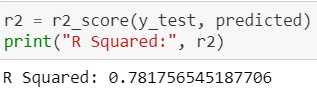 r2 = r2_score(y_test, predicted)
print("R Squared:", r2)
R Squared: 0.781756545187706